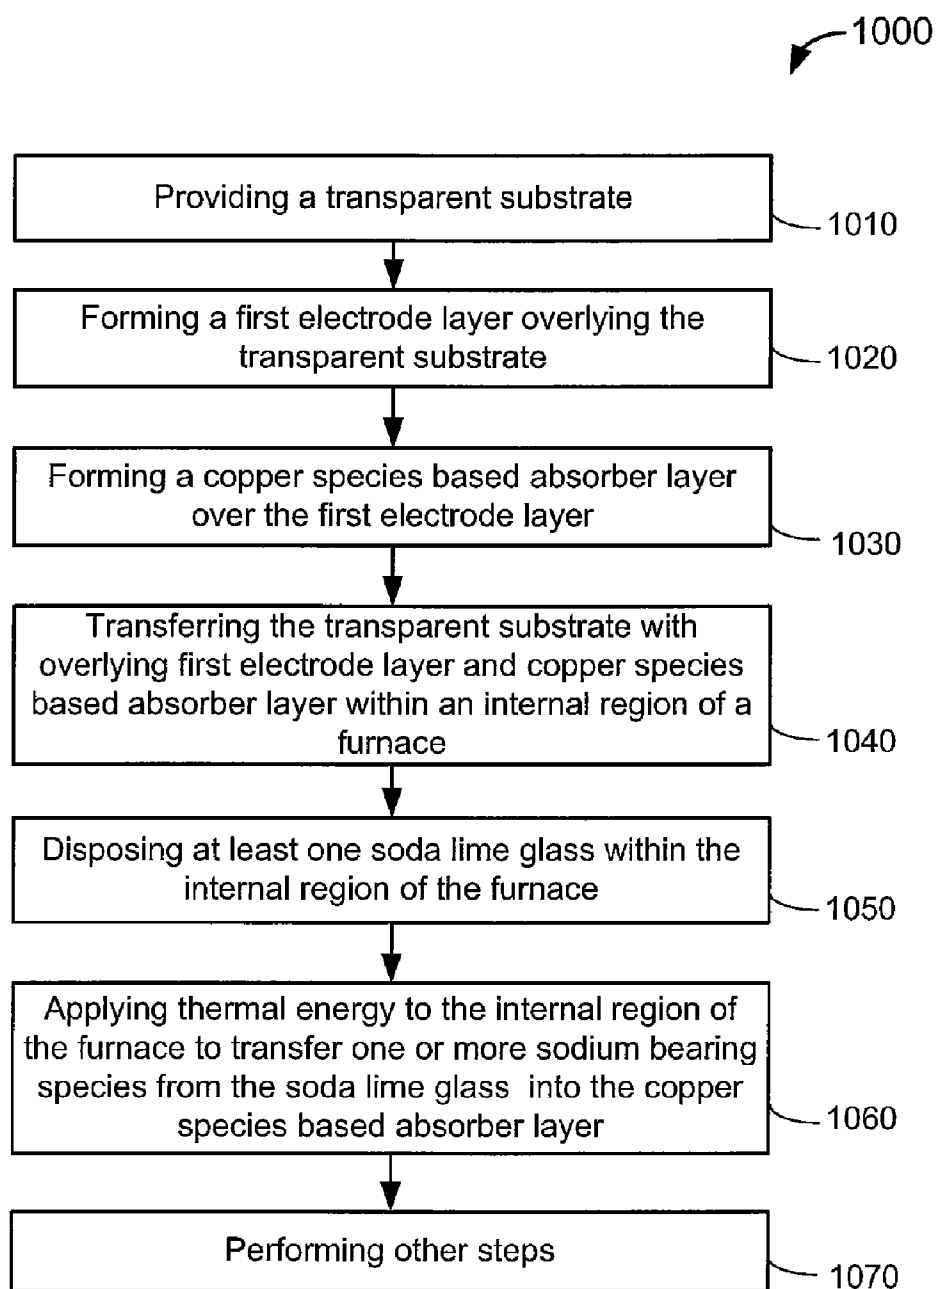 1000
Providing a transparent substrate
1010
Forming a first electrode layer overlying the
transparent substrate
1020
Forming a copper species based absorber layer
over the first electrode layer
1030
Transferring the transparent substrate with
overlying first electrode layer and copper species
based absorber layer within an internal region of a
furnace
1040
Disposing at least one soda lime glass within the
internal region of the furnace
1050
Applying thermal energy to the internal region of
the furnace to transfer one or more sodium bearing
species from the soda lime glass into the copper
species based absorber layer
1060
Performing other steps
1070